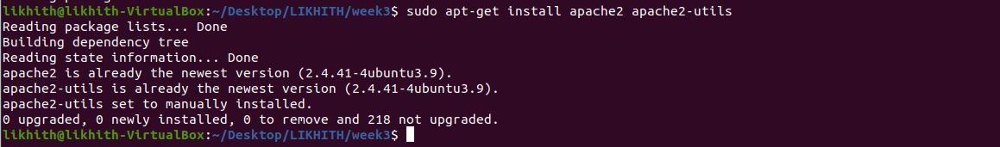 likhith@likhith-VirtualBox:~/Desktop/LIKHITH/week3$ sudo apt-get install apache2 apache2-utils
Reading package lists... Done
Building dependency tree
Reading state information... Done
apache2 is already the newest version (2.4.41-4ubuntu3.9).
apache2-utils is already the newest version (2.4.41-4ubuntu3.9).
apache2-utils set to manually installed.
0 upgraded, 0 newly installed, 0 to remove and 218 not upgraded.
likhith@likhith-VirtualBox:~/Desktop/LIKHITH/week3$